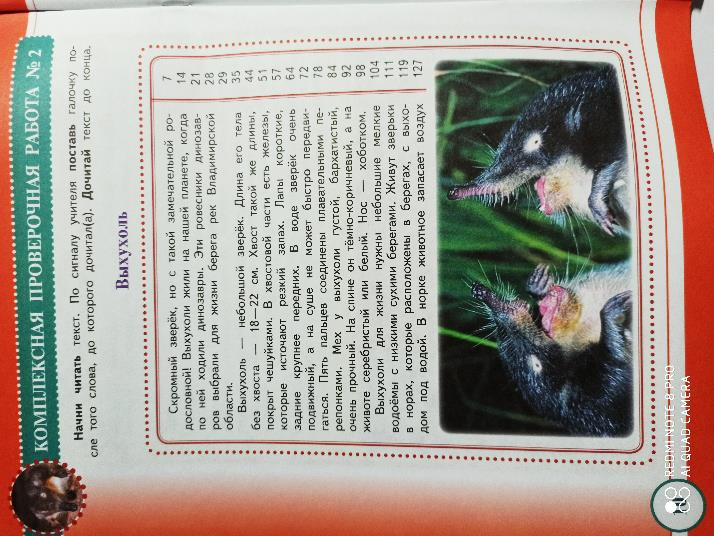 КОМПЛЕКСНАЯ ПРОВЕРОЧНАЯ РАБОТА № 2
Начни читать текст. По сигналу учителя поставь галочку по-
сле того слова, до которого дочитал(а). Дочитай текст до конца.
Выхухоль
Скромный зверёк, но с такой замечательной ро- 7
дословной! Выхухоли жили на нашей планете, когда 14
по ней ходили динозавры. Эти ровесники динозав- 21
ров выбрали для жизни берега рек Владимирской 28
области. 29
Выхухоль — небольшой зверёк. Длина его тела 35
без хвоста — 18—22 см. Хвост такой же длины, 44
покрыт чешуйками. В хвостовой части есть железы, 51
которые источают резкий запах. Лапы короткие, 57
задние крупнее передних. В воде зверёк очень 64
подвижный, а на суше не может быстро передви- 72
гаться. Пять пальцев соединены плавательными пе- 78
репонками. Мех у выхухоли густой, бархатистый, 84
очень прочный. На спине он тёмно-коричневый, а на 92
животе серебристый или белый. Нос — хоботком. 98
Выхухоли для жизни нужны небольшие мелкие 104
водоёмы с низкими сухими берегами. Живут зверьки 111
в норах, которые расположены в берегах, с выхо- 119
дом под водой. В норке животное запасает воздух 127
REDMI NOTE 8 PRO
AI QUAD CAMERA